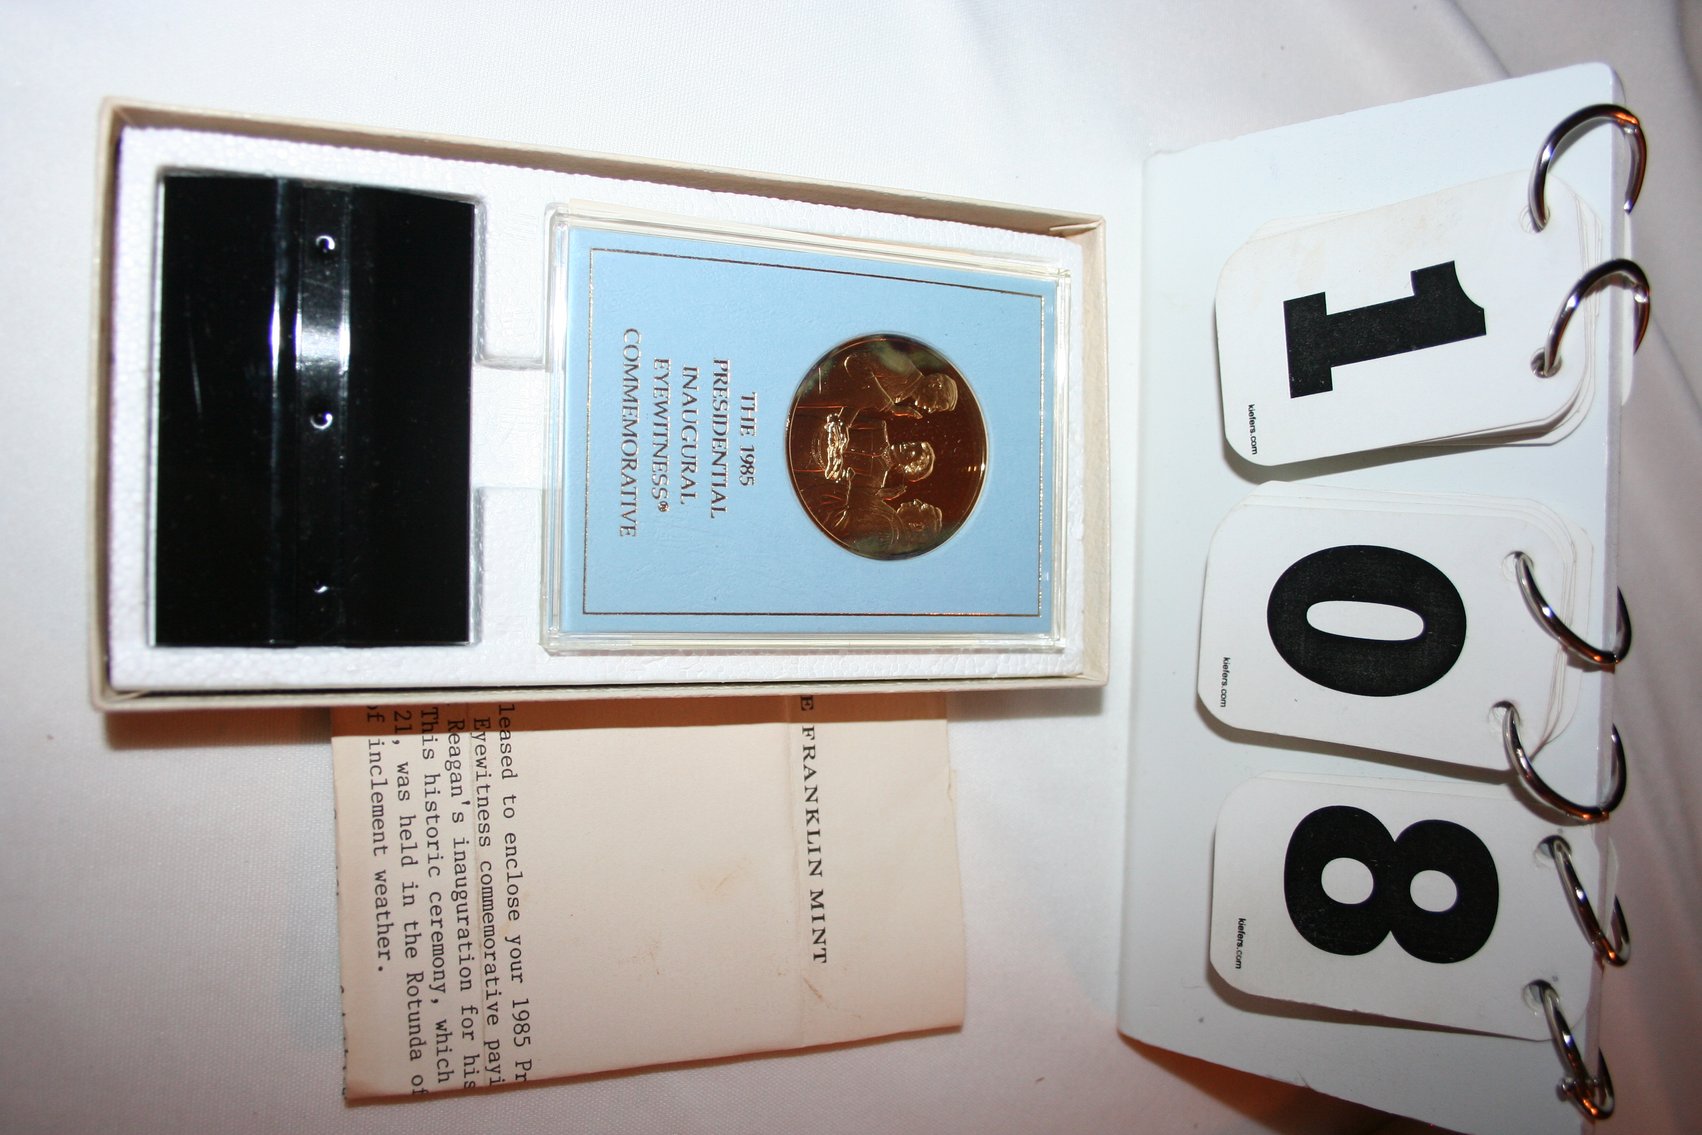 1
0
8
kiefers.com
kiefers.com
kiefers.com
THE 1985
PRESIDENTIAL
INAUGURAL
EYEWITNESS®
COMMEMORATIVE
E FRANKLIN MINT
leased to enclose your 1985 Pr
Eyewitness commemorative payi
Reagan's inauguration for his
This historic ceremony, which
21, was held in the Rotunda of
of inclement weather.